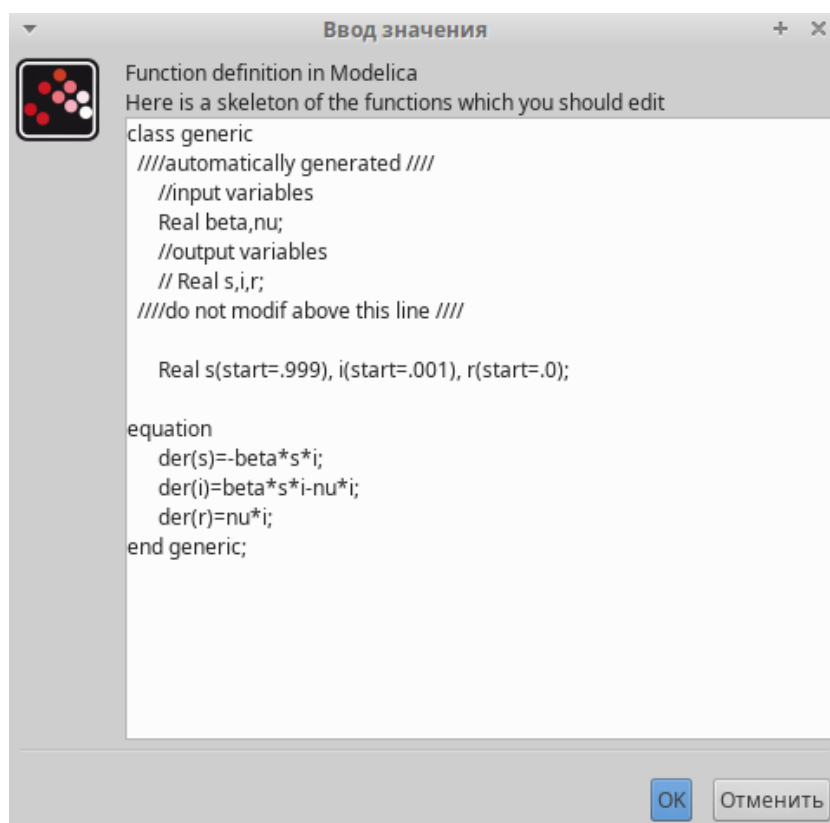 Ввод значения
Function definition in Modelica
Here is a skeleton of the functions which you should edit
class generic
////automatically generated ////
//input variables
Real beta,nu;
//output variables
// Real s,i,r;
////do not modif above this line ////
Real s(start=.999), i(start=.001), r(start=.0);
equation
der(s)=-beta*s*i;
der(i)=beta*s*i-nu*i;
der(r)=nu*i;
end generic;
OK
Отменить